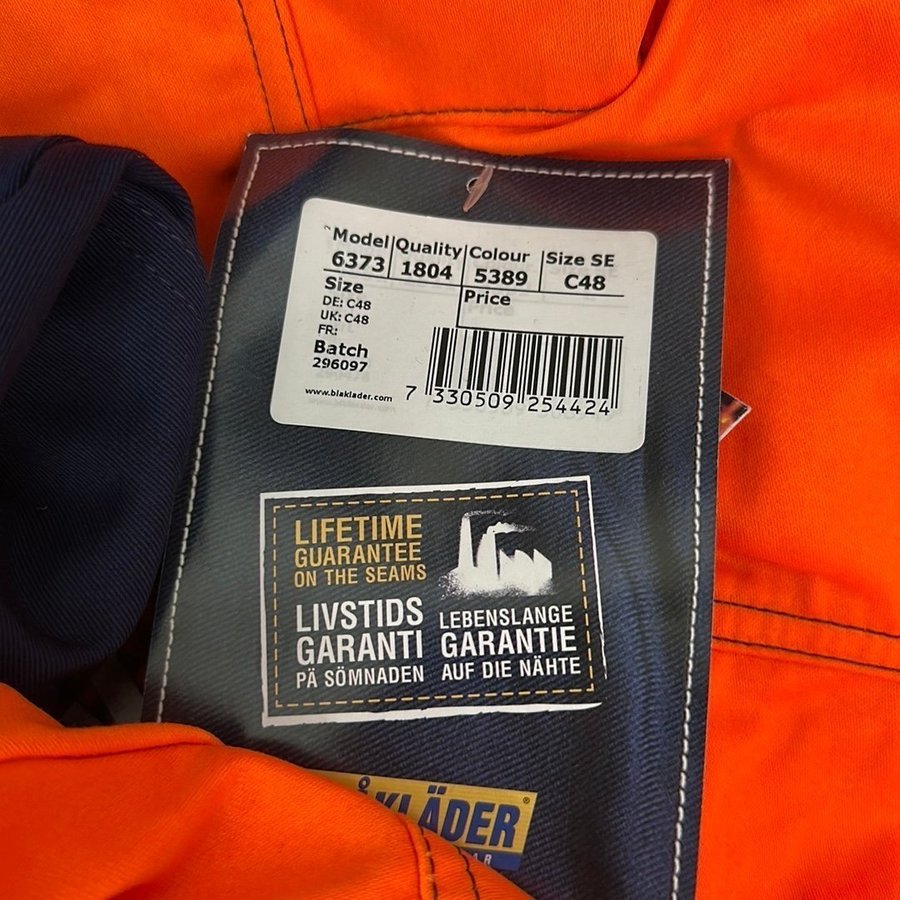 Model Quality Colour Size SE
6373 1804 5389 C48
Size Price
DE: C48
UK: C48
FR:
Batch
296097
www.blaklader.com
7 330509 254424
LIFETIME
GUARANTEE
ON THE SEAMS
LIVSTIDS
GARANTI
PÄ SÖMNADEN
LEBENSLANGE
GARANTIE
AUF DIE NÄHTE
KLÄDER